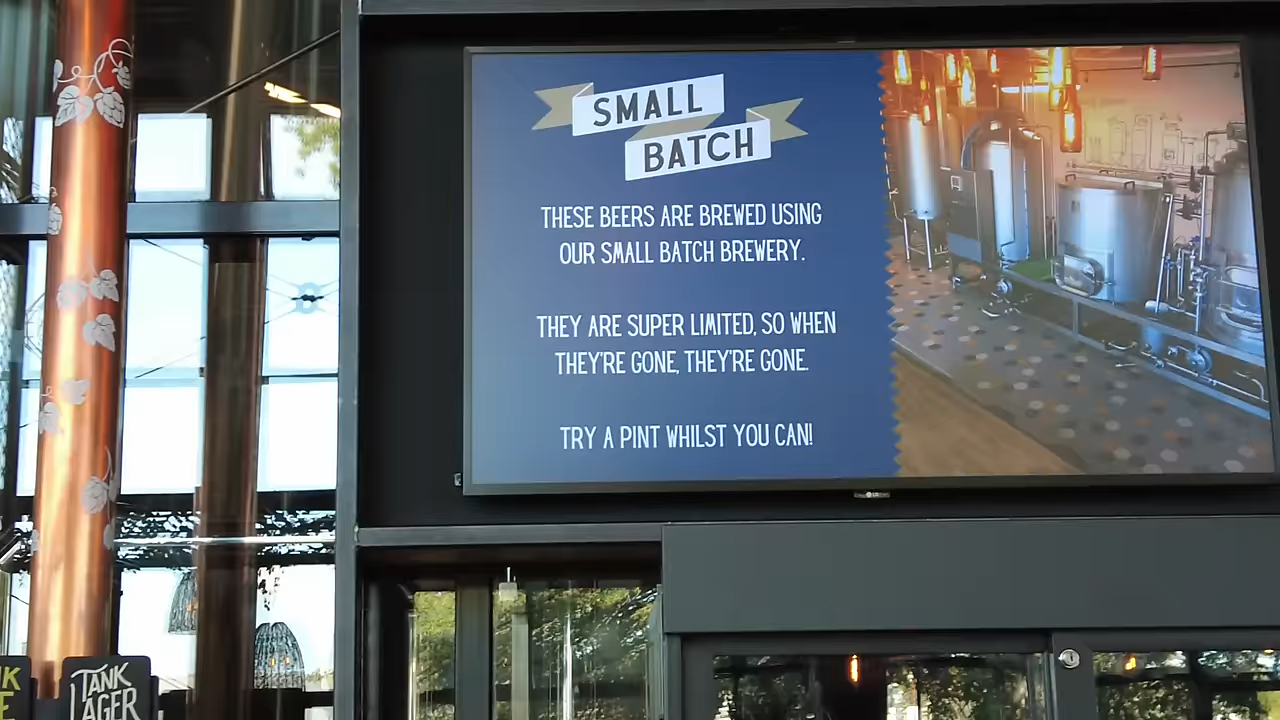 SMALL
BATCH
THESE BEERS ARE BREWED USING
OUR SMALL BATCH BREWERY.
THEY ARE SUPER LIMITED, SO WHEN
THEY'RE GONE, THEY'RE GONE.
TRY A PINT WHILST YOU CAN!
LG
TANK
LAGER